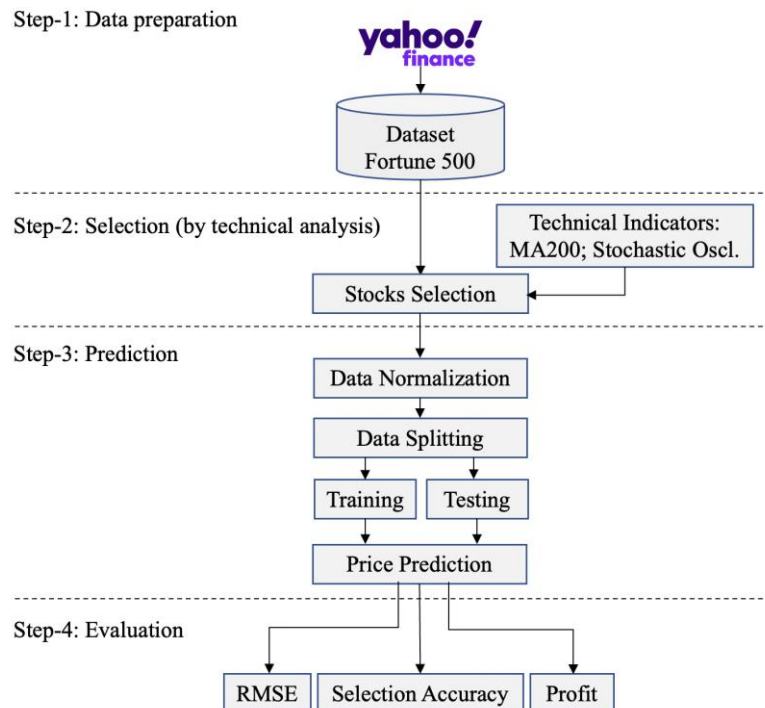 Step-1: Data preparation
yahoo!
finance
Dataset
Fortune 500
Step-2: Selection (by technical analysis)
Technical Indicators:
MA200; Stochastic Oscl.
Stocks Selection
Step-3: Prediction
Data Normalization
Data Splitting
Training
Testing
Price Prediction
Step-4: Evaluation
RMSE
Selection Accuracy
Profit